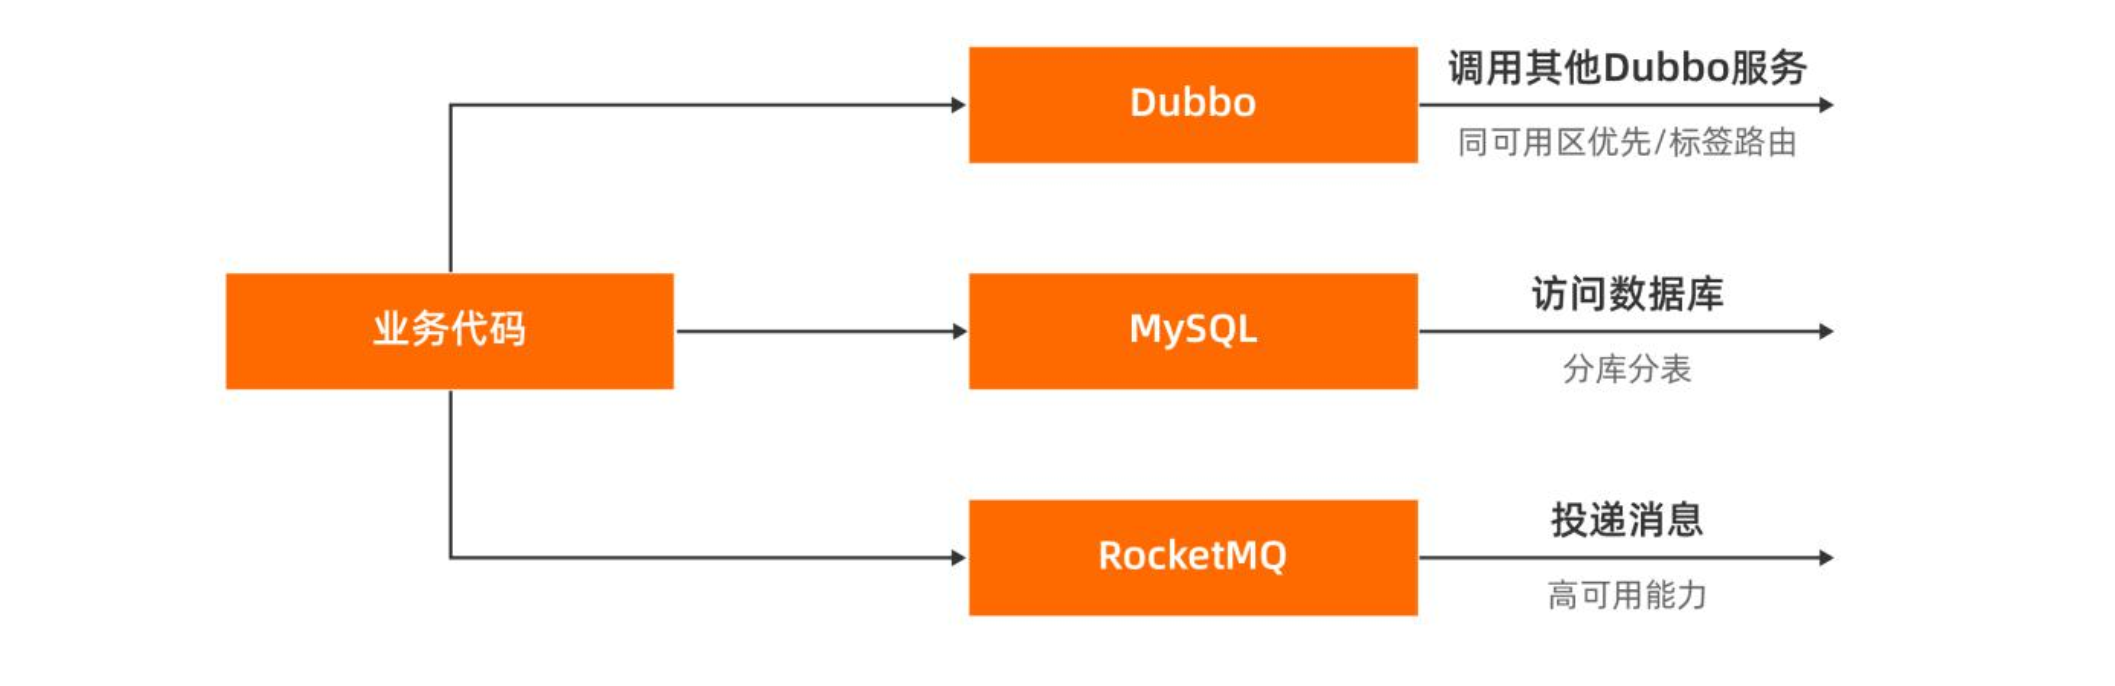 Dubbo
调用其他Dubbo服务
同可用区优先/标签路由
业务代码
MySQL
访问数据库
分库分表
RocketMQ
投递消息
高可用能力